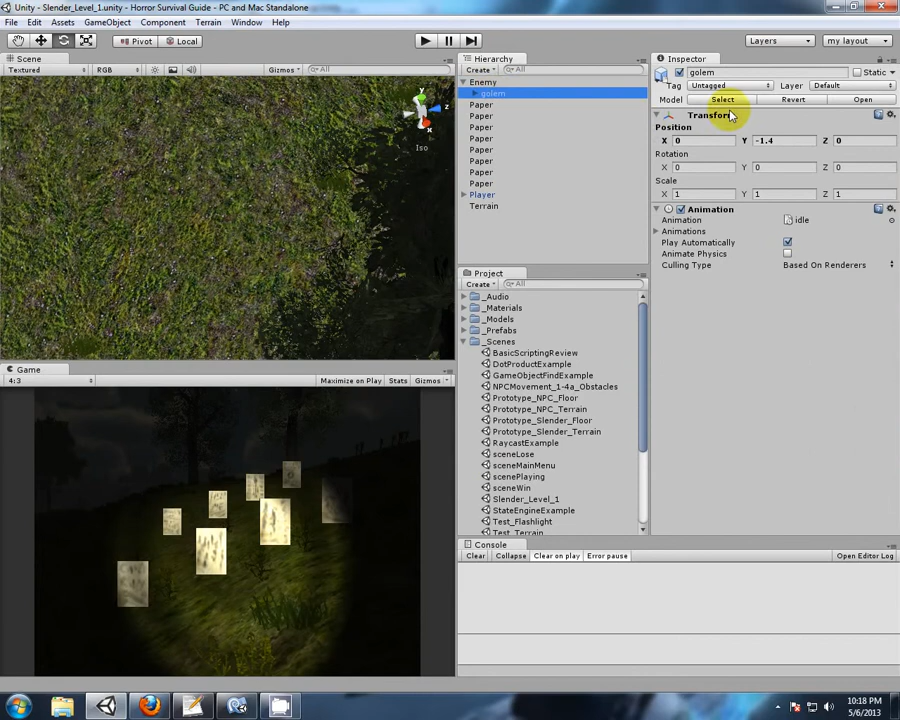 Unity - Slender_Level_1.unity - Horror Survival Guide - PC and Mac Standalone
File Edit Assets GameObject Component Terrain Window Help
Pivot Local Layers my layout
Scene
Textured RGB Gizmos All
Iso
Game
4:3 Maximize on Play Stats Gizmos
Hierarchy
Create All
Enemy
golem
Paper
Paper
Paper
Paper
Paper
Paper
Paper
Paper
Player
Terrain
Project
Create All
_Audio
_Materials
_Models
_Prefabs
_Scenes
BasicScriptingReview
DotProductExample
GameObjectFindExample
NPCMovement_1-4a_Obstacles
Prototype_NPC_Floor
Prototype_NPC_Terrain
Prototype_Slender_Floor
Prototype_Slender_Terrain
RaycastExample
sceneLose
sceneMainMenu
scenePlaying
sceneWin
Slender_Level_1
StateEngineExample
Test_Flashlight
Test_Terrain
Console
Clear Collapse Clear on play Error pause Open Editor Log
Inspector
golem Static
Tag Untagged Layer Default
Model Select Revert Open
Transform
Position
X 0 Y -1.4 Z 0
Rotation
X 0 Y 0 Z 0
Scale
X 1 Y 1 Z 1
Animation
Animation idle
Animations
Play Automatically
Animate Physics
Culling Type Based On Renderers
10:18 PM
5/6/2013